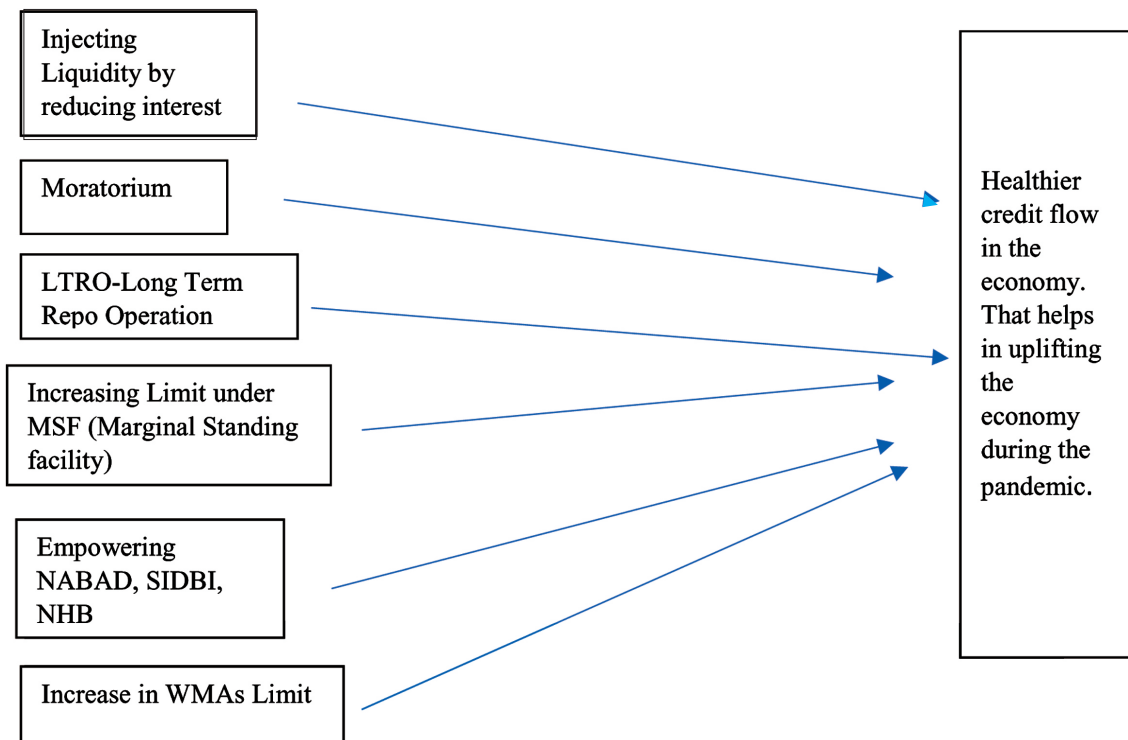 Injecting
Liquidity by
reducing interest
Moratorium
LTRO-Long Term
Repo Operation
Increasing Limit under
MSF (Marginal Standing
facility)
Empowering
NABAD, SIDBI,
NHB
Increase in WMAs Limit
Healthier
credit flow
in the
economy.
That helps
in uplifting
the
economy
during the
pandemic.